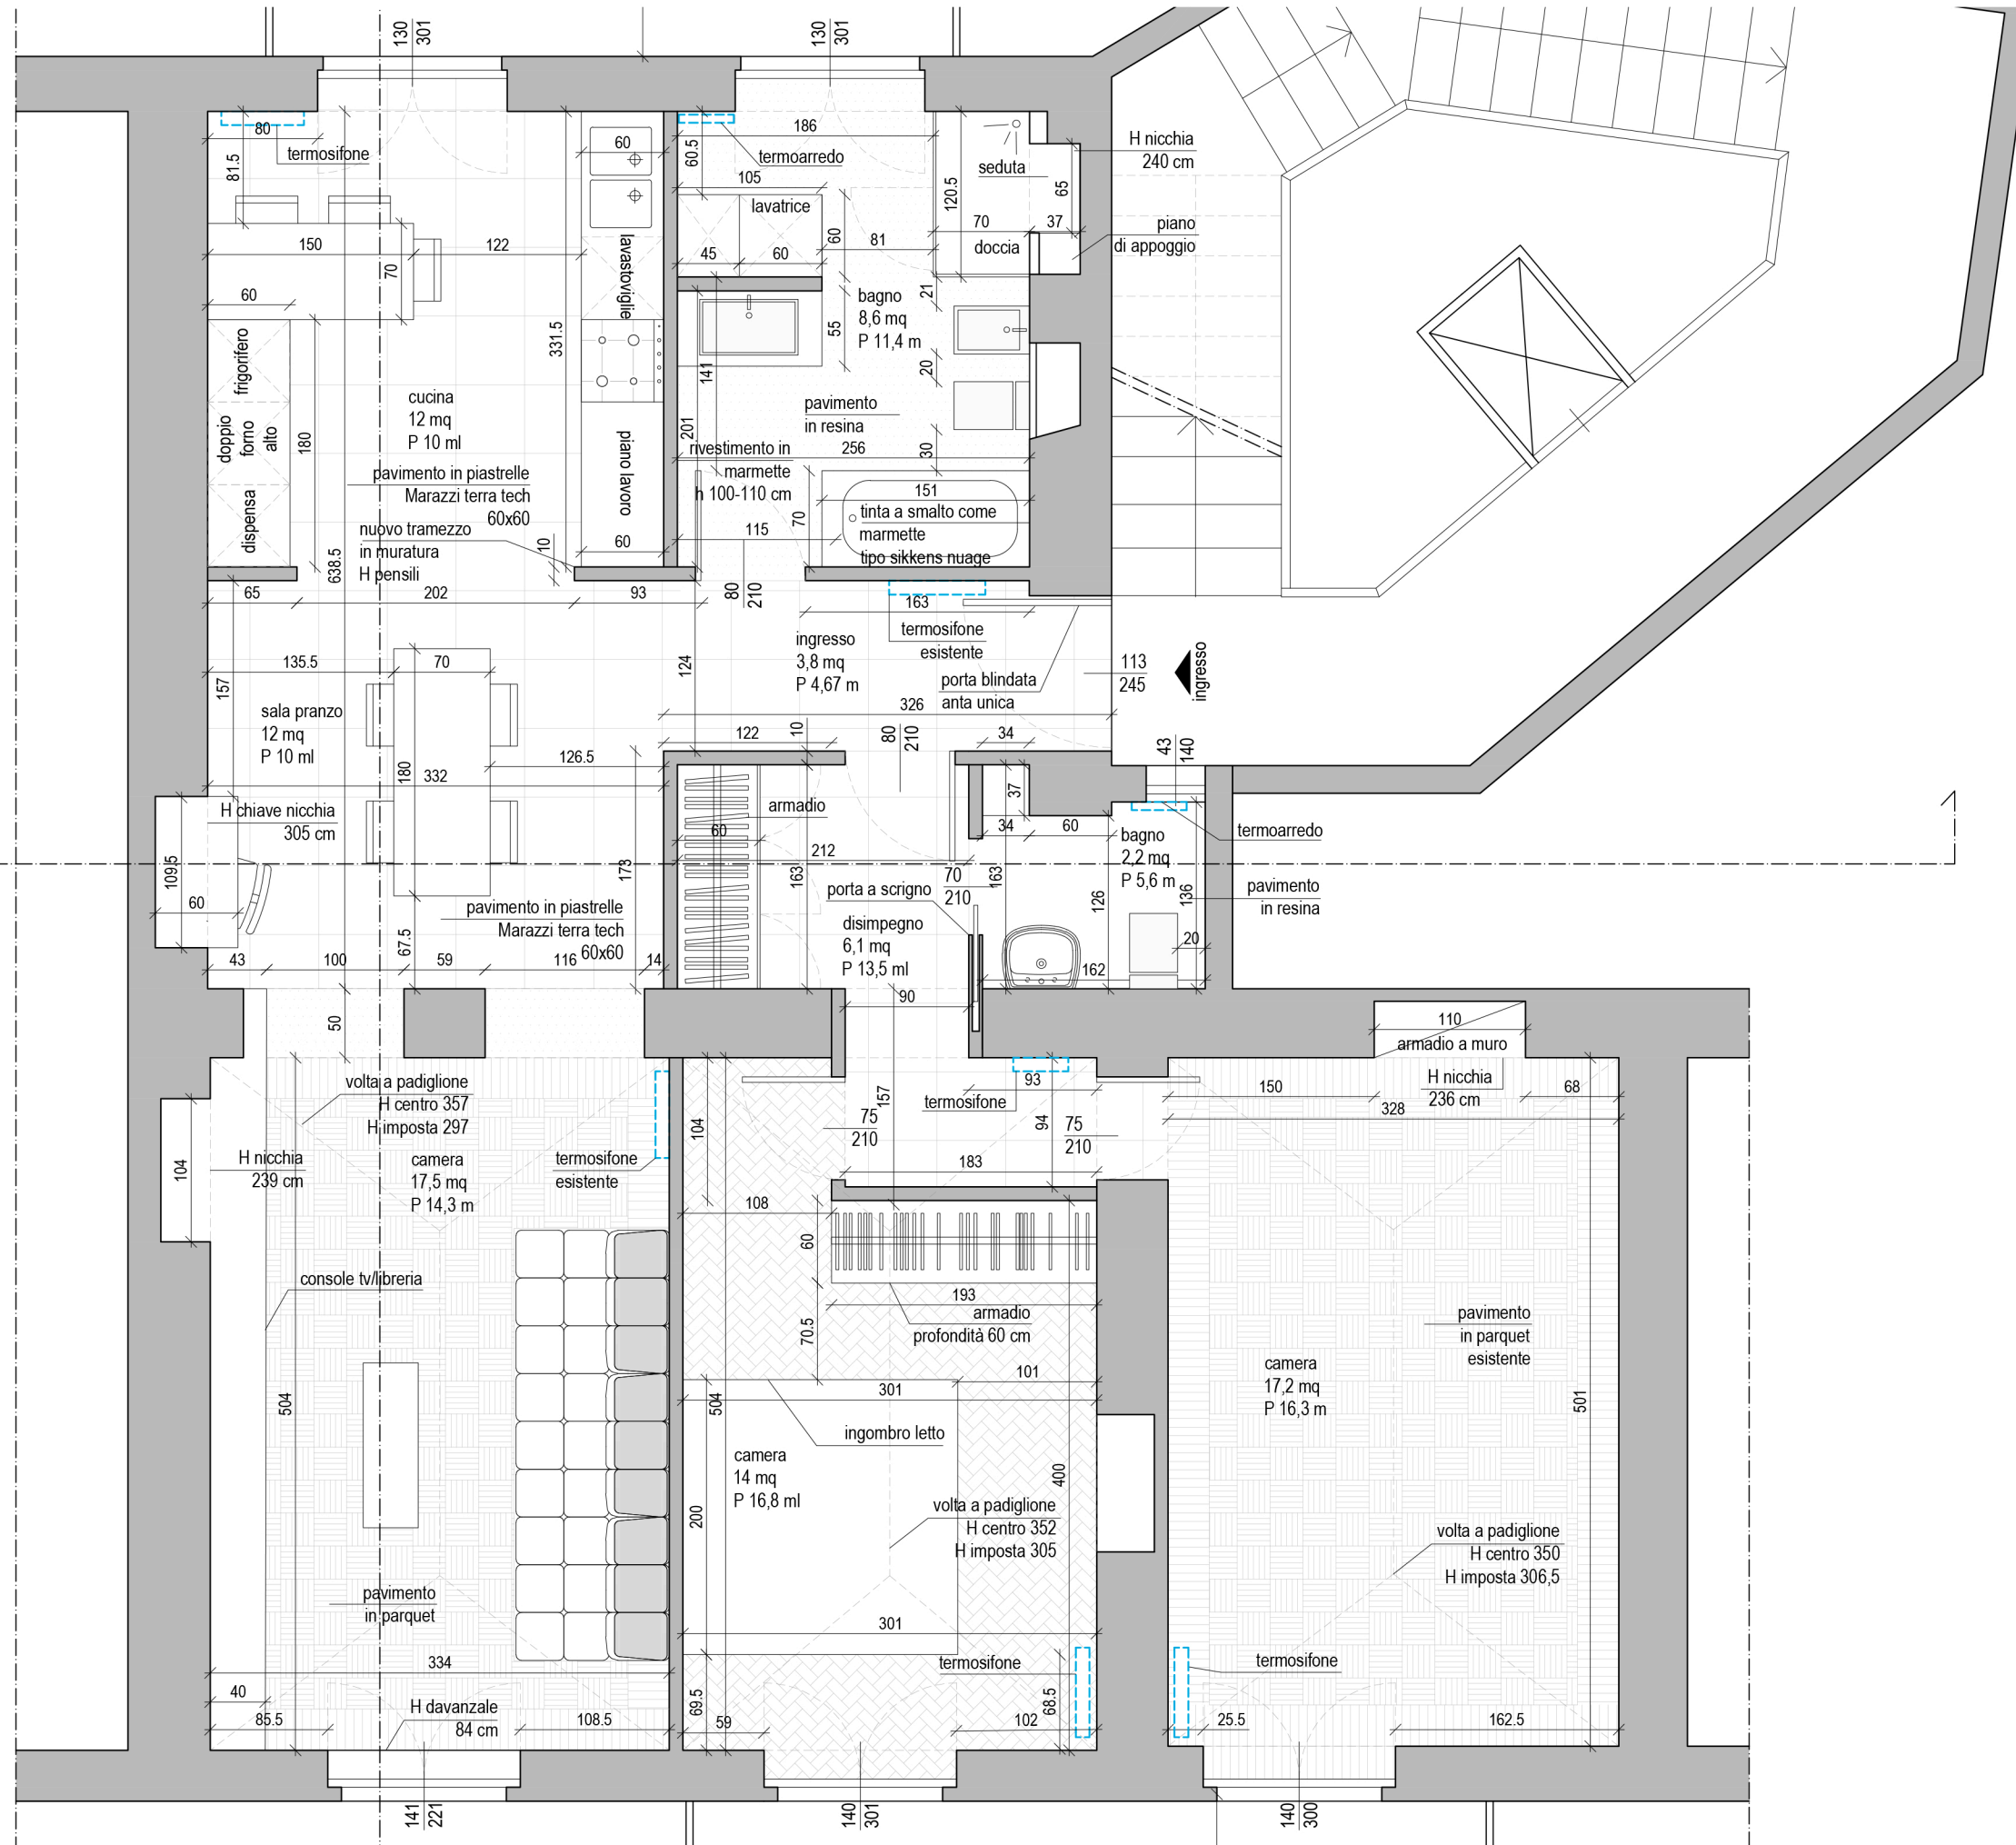 130
301
130
301
80
termosifone
81.5
60
60.5
186
termoarredo
105
lavatrice
seduta
120.5
65
H nicchia
240 cm
150
122
70
60
lavastoviglie
45
60
60
81
70
37
doccia
piano
di appoggio
21
bagno
8,6 mq
P 11,4 m
55
20
141
331.5
frigorifero
doppio
forno
alto
dispensa
180
cucina
12 mq
P 10 ml
pavimento in piastrelle
Marazzi terra tech
60x60
nuovo tramezzo
in muratura
H pensili
638.5
10
piano lavoro
60
pavimento
in resina
201
rivestimento in
marmette
h 100-110 cm
256
30
151
70
115
tinta a smalto come
marmette
tipo sikkens nuage
65
202
93
80
210
163
termosifone
esistente
ingresso
3,8 mq
P 4,67 m
porta blindata
anta unica
113
245
ingresso
135.5
70
157
124
sala pranzo
12 mq
P 10 ml
326
122
10
80
210
34
43
140
126.5
180
332
H chiave nicchia
305 cm
109.5
60
armadio
60
212
37
34
60
bagno
2,2 mq
P 5,6 m
termoarredo
173
163
porta a scrigno
70
210
163
126
136
pavimento
in resina
pavimento in piastrelle
Marazzi terra tech
60x60
disimpegno
6,1 mq
P 13,5 ml
20
162
67.5
43
100
59
116
14
90
50
110
armadio a muro
volta a padiglione
H centro 357
H imposta 297
H nicchia
239 cm
104
camera
17,5 mq
P 14,3 m
termosifone
esistente
104
157
75
210
termosifone
93
94
75
210
183
150
H nicchia
236 cm
68
328
108
60
console tv/libreria
193
armadio
profondità 60 cm
70.5
101
301
504
504
ingombro letto
camera
14 mq
P 16,8 ml
200
400
volta a padiglione
H centro 352
H imposta 305
pavimento
in parquet
esistente
camera
17,2 mq
P 16,3 m
501
volta a padiglione
H centro 350
H imposta 306,5
pavimento
in parquet
301
334
termosifone
termosifone
40
85.5
H davanzale
84 cm
108.5
69.5
59
102
68.5
25.5
162.5
141
221
140
301
140
300